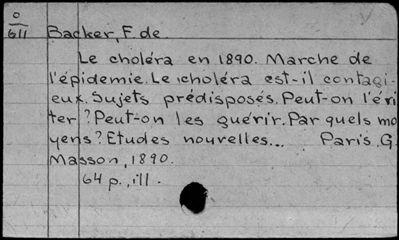 o
611 Backer, F. de
Le choléra en 1890. Marche de
l'épidemie. Le choléra est-il contagi-
eux. Sujets prédisposés. Peut-on l'évi
ter? Peut-on les guérir. Par quels mo
yens? Etudes nouvelles... Paris. G.
Masson, 1890.
64 p., ill.